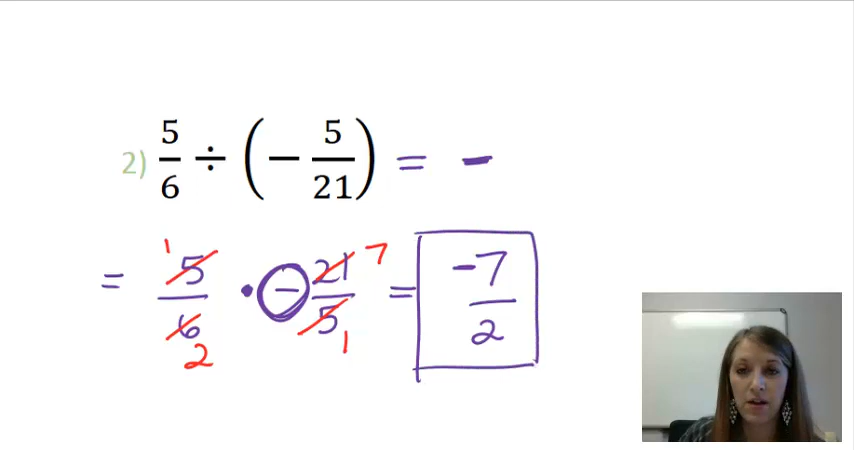 2) 5/6 ÷ (− 5/21) = −
= 5/6 · − 21/5 = −7/2
1 7
2 1